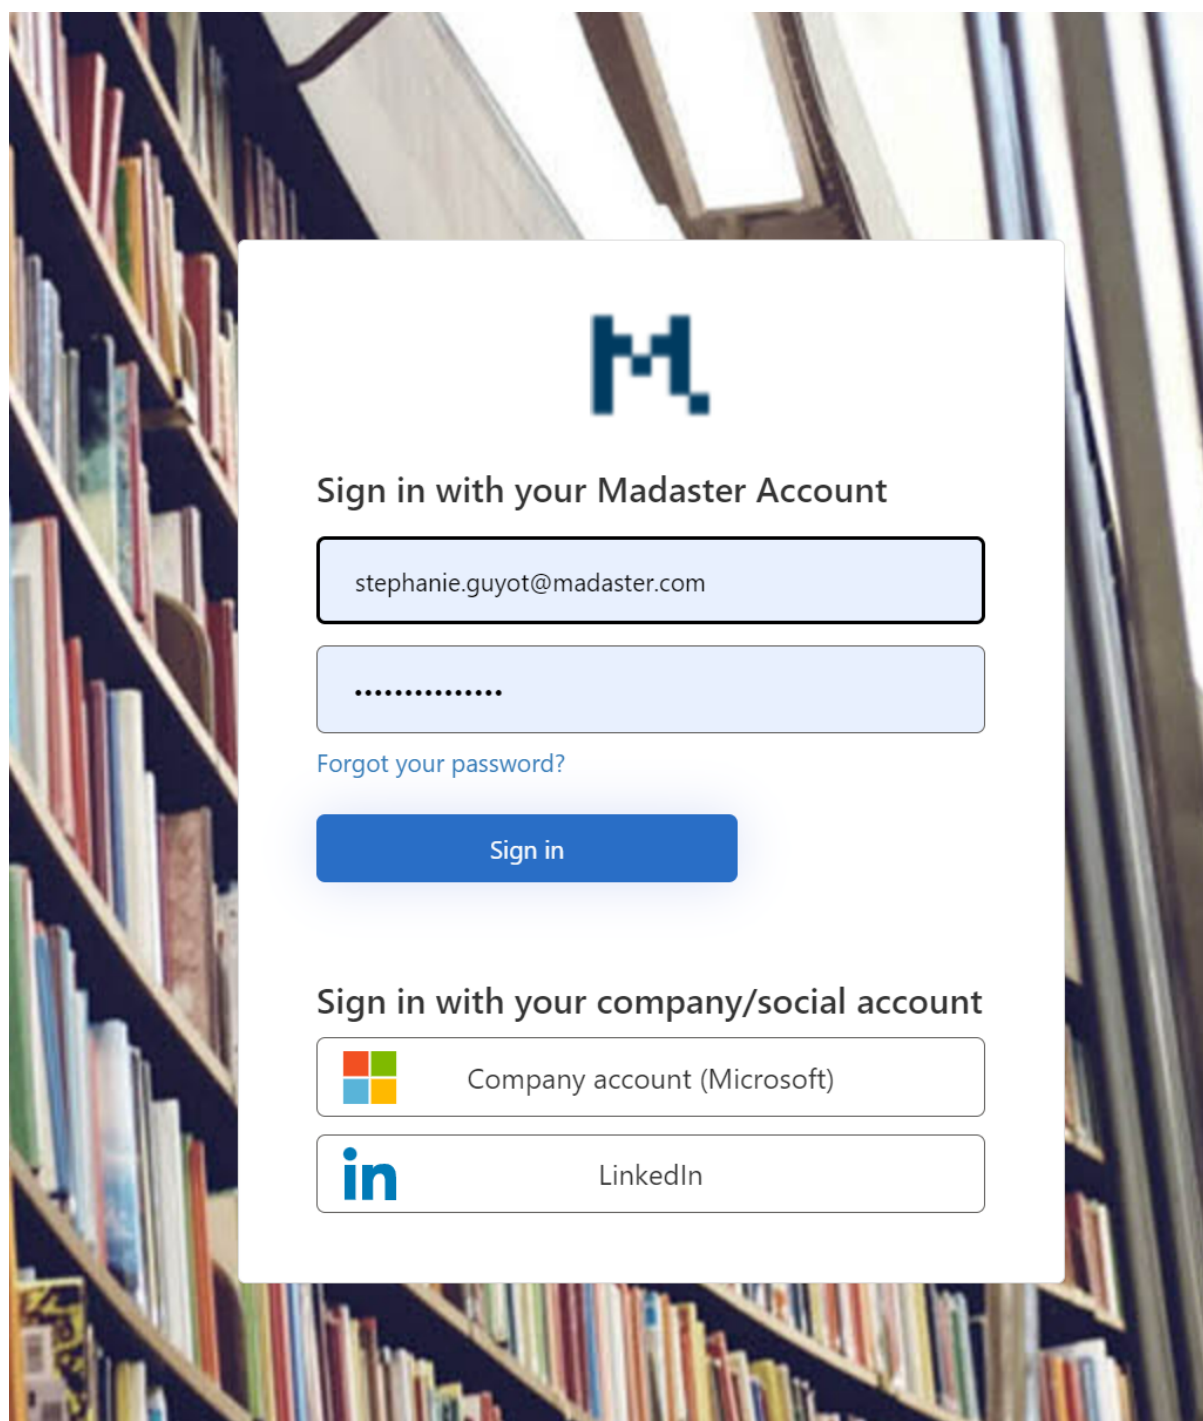 M.
Sign in with your Madaster Account
stephanie.guyot@madaster.com
•••••••••••••••
Forgot your password?
Sign in
Sign in with your company/social account
Company account (Microsoft)
in
LinkedIn